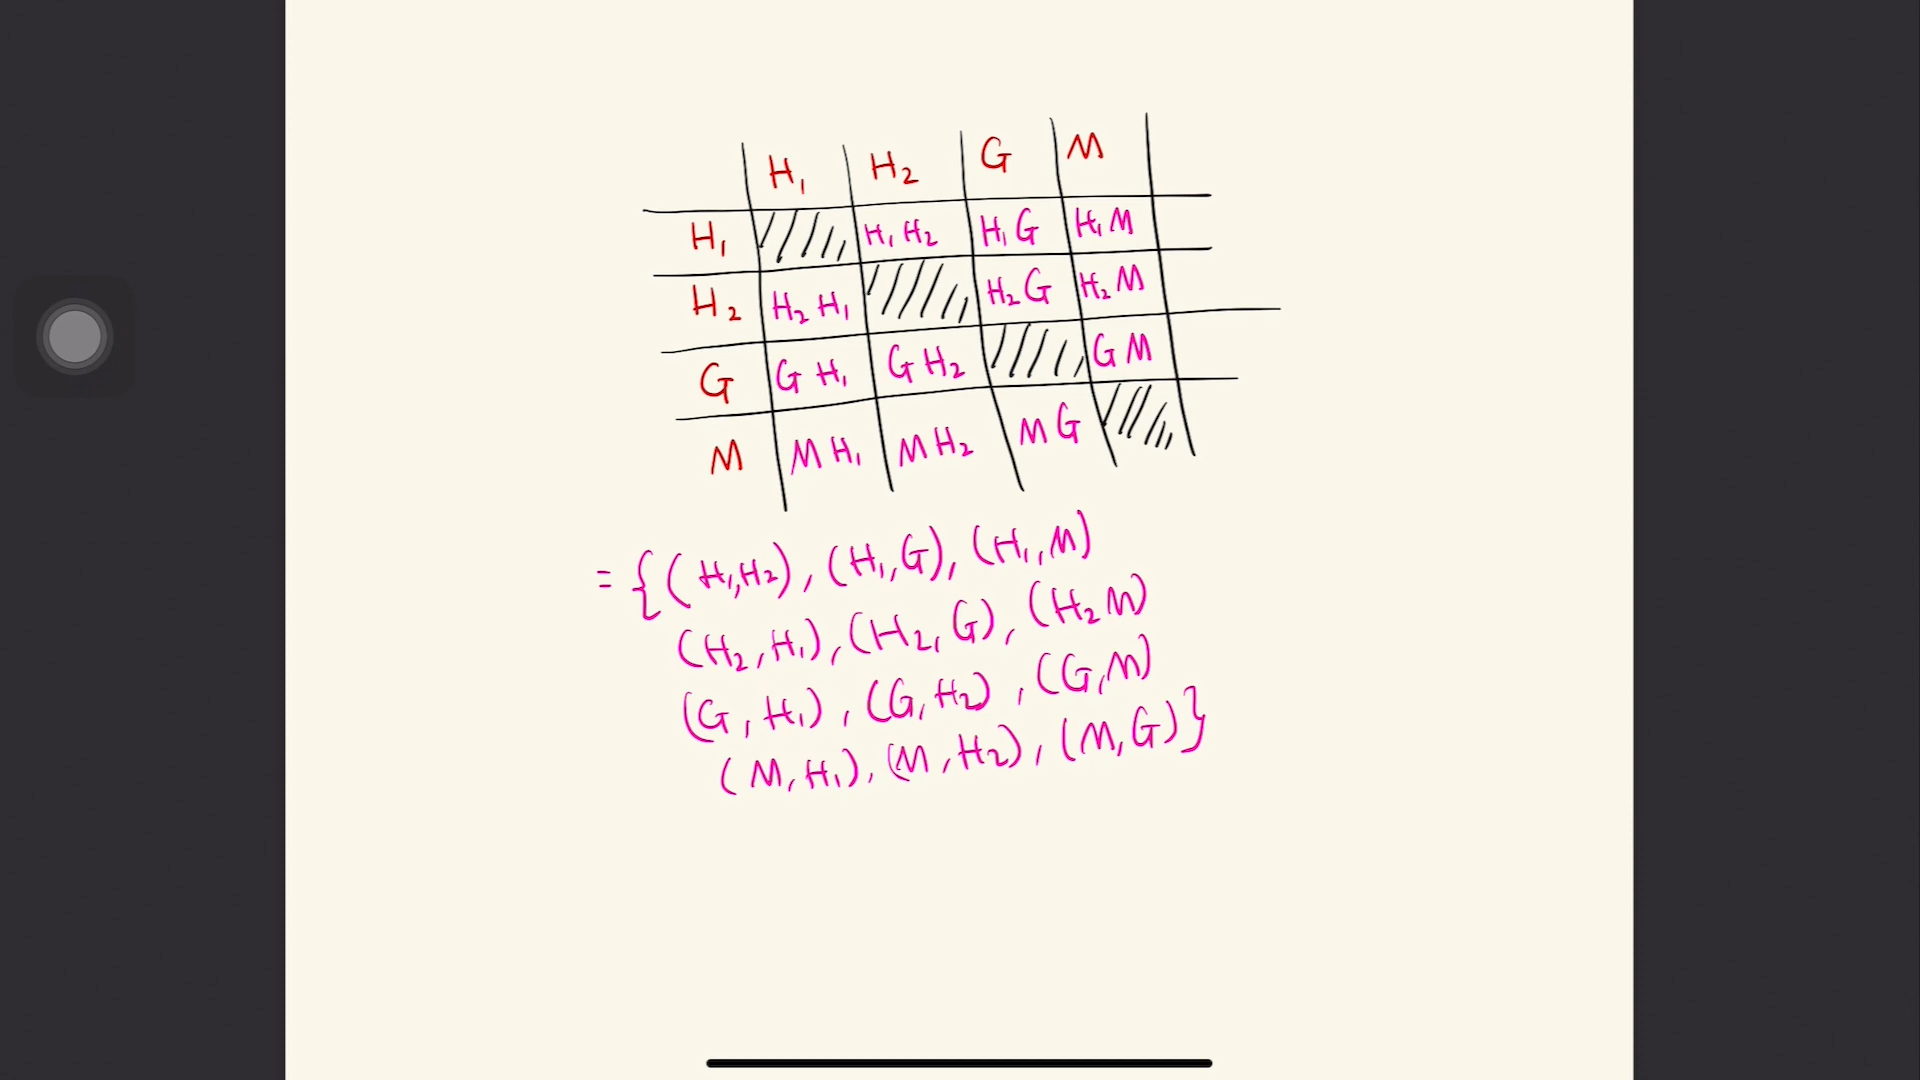 H₁ H₂ G M
H₁ H₁H₂ H₁G H₁M
H₂ H₂H₁ H₂G H₂M
G GH₁ GH₂ GM
M MH₁ MH₂ MG
= {(H₁,H₂), (H₁,G), (H₁,M)
(H₂,H₁), (H₂,G), (H₂ M)
(G,H₁), (G,H₂), (G,M)
(M,H₁), (M,H₂), (M,G)}